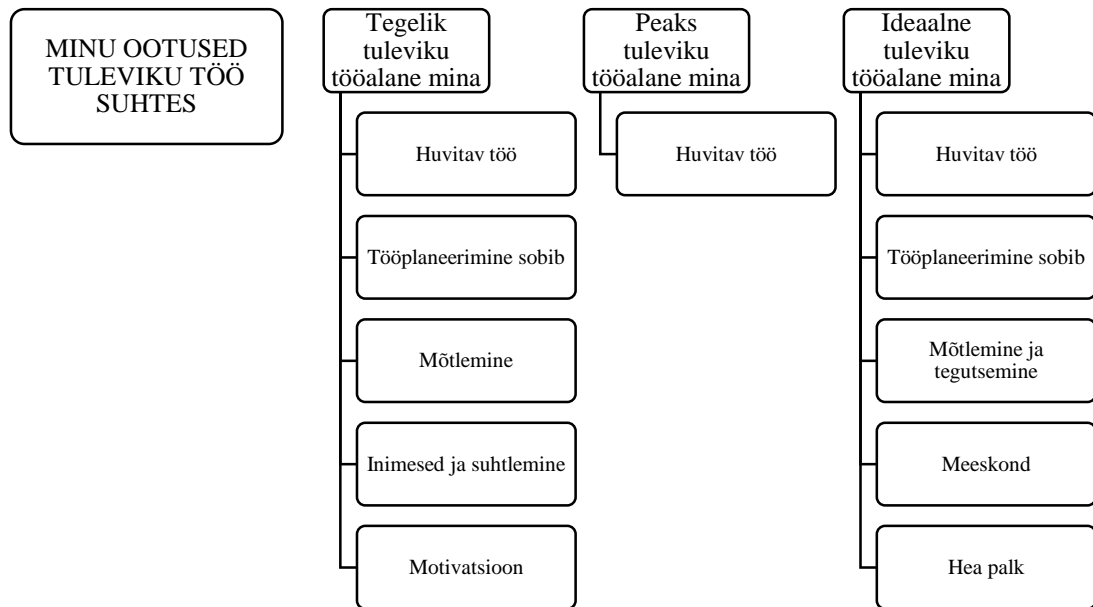 MINU OOTUSED
TULEVIKU TÖÖ
SUHTES
Tegelik
tuleviku
tööalane mina
Huvitav töö
Tööplaneerimine sobib
Mõtlemine
Inimesed ja suhtlemine
Motivatsioon
Peaks
tuleviku
tööalane mina
Huvitav töö
Ideaalne
tuleviku
tööalane mina
Huvitav töö
Tööplaneerimine sobib
Mõtlemine ja
tegutsemine
Meeskond
Hea palk